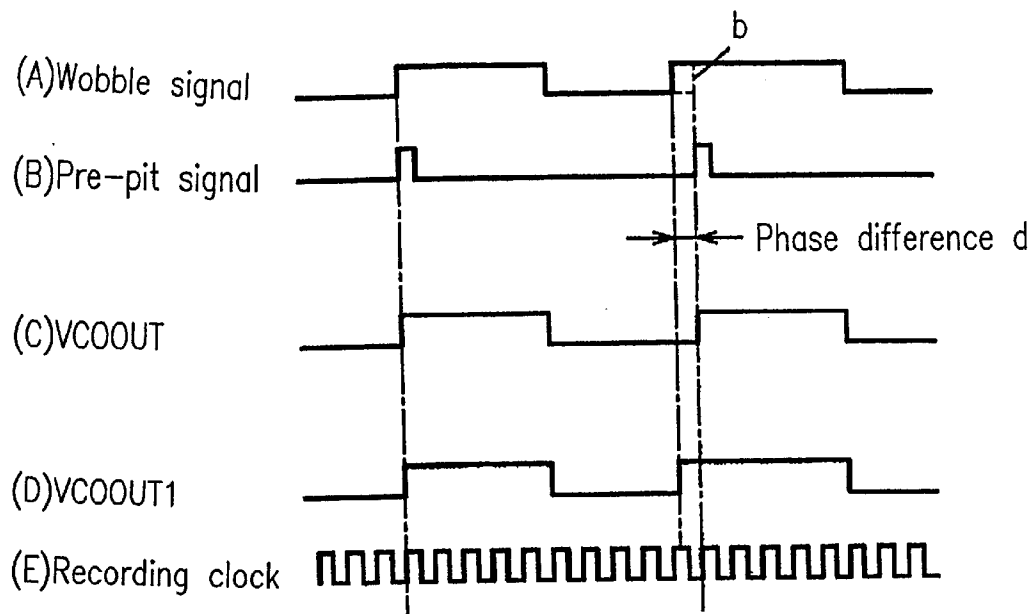 b
(A)Wobble signal
(B)Pre-pit signal
Phase difference d
(C)VCOOUT
(D)VCOOUT1
(E)Recording clock